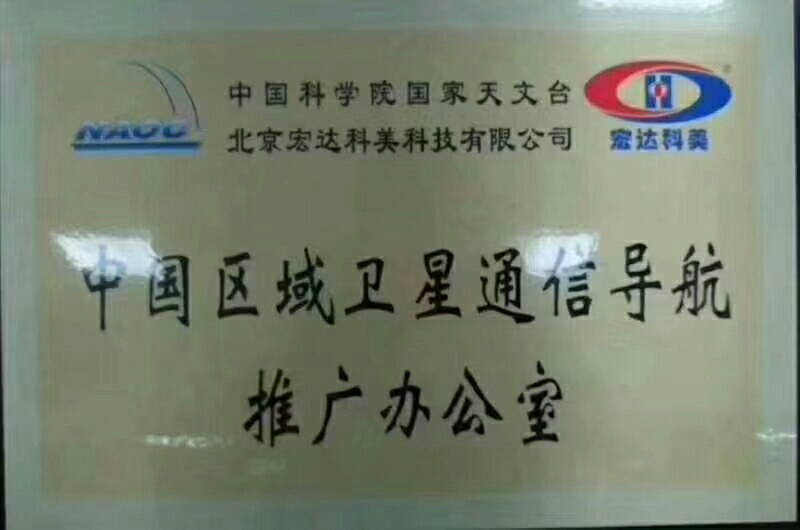 NAOC
中国科学院国家天文台
北京宏达科美科技有限公司
宏达科美
中国区域卫星通信导航
推广办公室